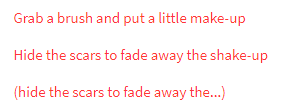 Grab a brush and put a little make-up
Hide the scars to fade away the shake-up
(hide the scars to fade away the...)